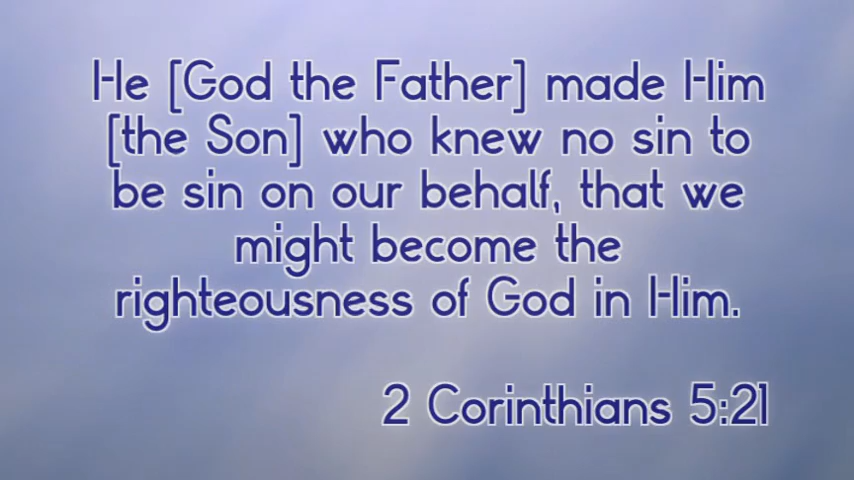 He [God the Father] made Him
[the Son] who knew no sin to
be sin on our behalf, that we
might become the
righteousness of God in Him.
2 Corinthians 5:21